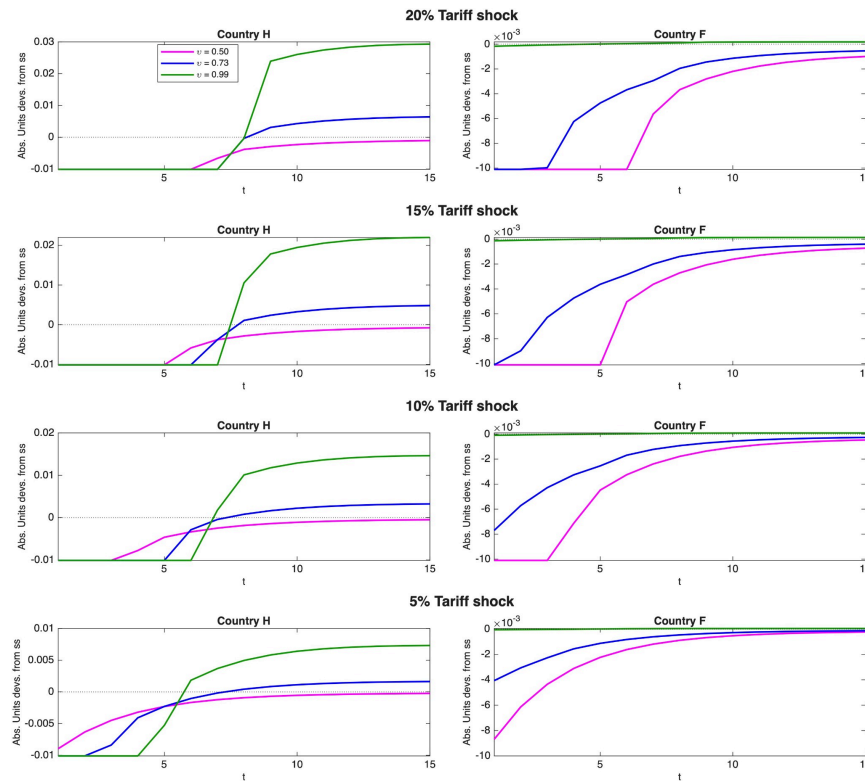 20% Tariff shock
Country H
Country F
υ = 0.50
υ = 0.73
υ = 0.99
Abs. Units devs. from ss
0.03
0.02
0.01
0
-0.01
5
10
15
t
Abs. Units devs. from ss
×10⁻³
0
-2
-4
-6
-8
-10
5
10
1
t
15% Tariff shock
Country H
Country F
Abs. Units devs. from ss
0.02
0.01
0
-0.01
5
10
15
t
Abs. Units devs. from ss
×10⁻³
0
-2
-4
-6
-8
-10
5
10
1
t
10% Tariff shock
Country H
Country F
Abs. Units devs. from ss
0.02
0.01
0
-0.01
5
10
15
t
Abs. Units devs. from ss
×10⁻³
0
-2
-4
-6
-8
-10
5
10
1
t
5% Tariff shock
Country H
Country F
Abs. Units devs. from ss
0.01
0.005
0
-0.005
-0.01
5
10
15
t
Abs. Units devs. from ss
×10⁻³
0
-2
-4
-6
-8
-10
5
10
1
t